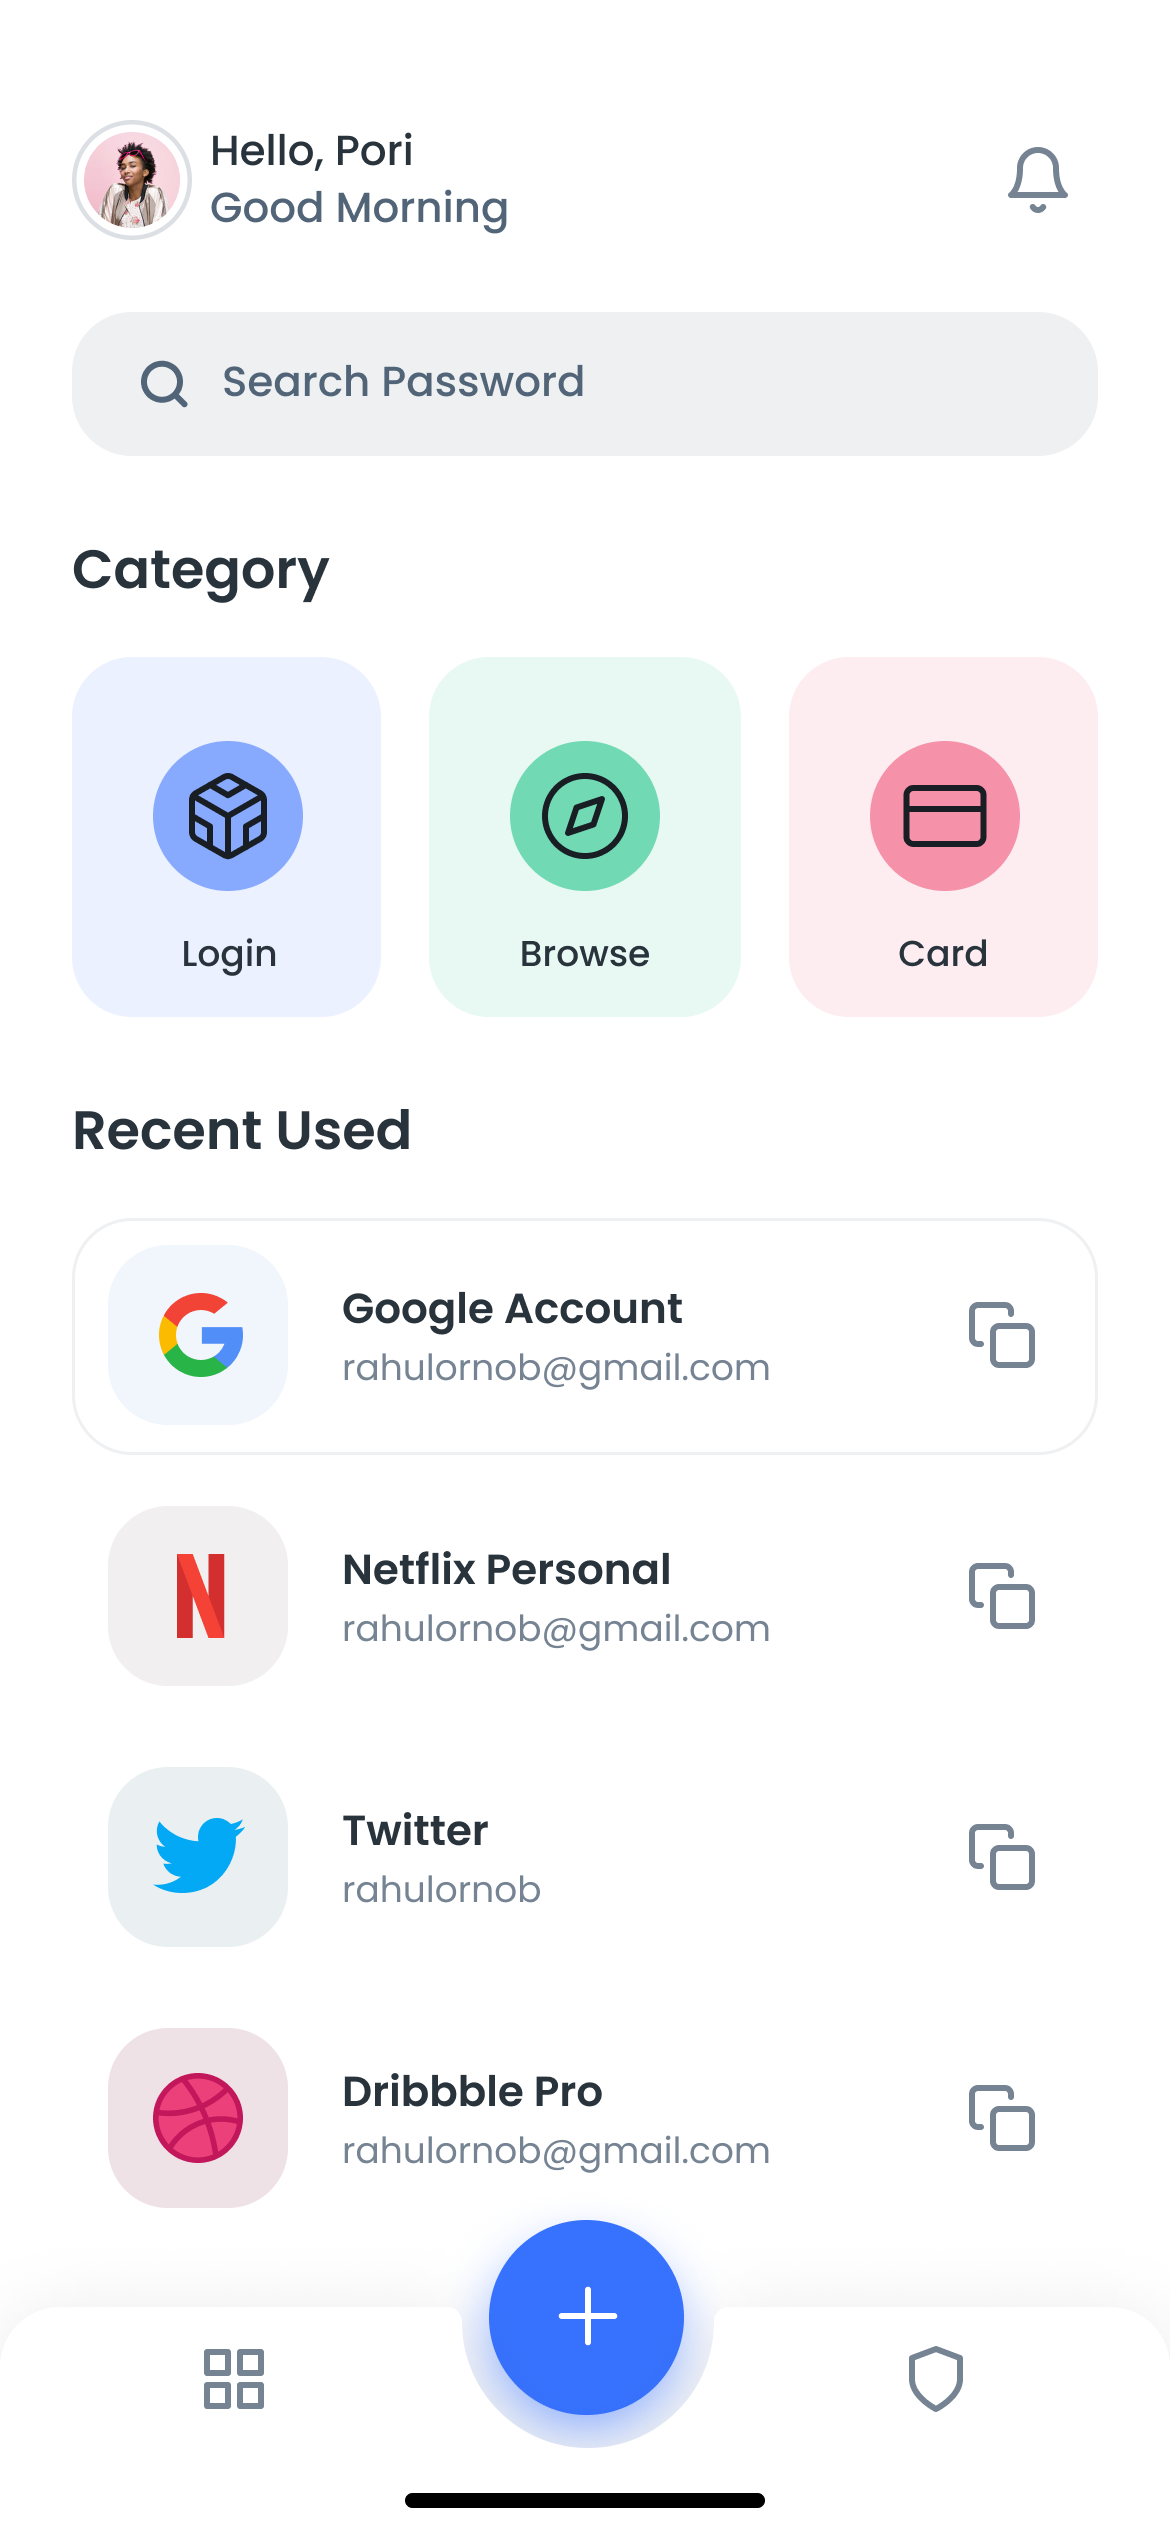 Hello, Pori
Good Morning
Search Password
Category
Login
Browse
Card
Recent Used
Google Account
rahulornob@gmail.com
Netflix Personal
rahulornob@gmail.com
Twitter
rahulornob
Dribbble Pro
rahulornob@gmail.com